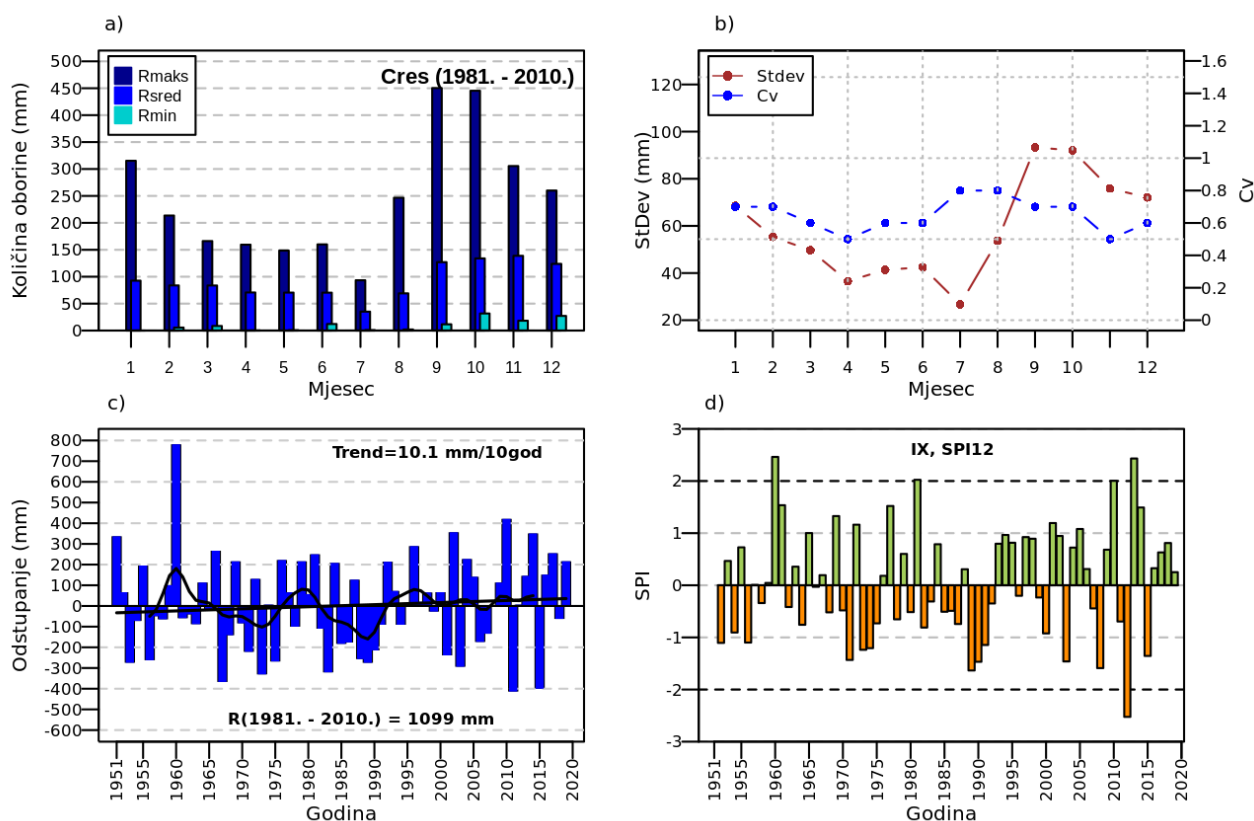 a)
Količina oborine (mm)
500
450
400
350
300
250
200
150
100
50
0
Rmaks
Rsred
Rmin
Cres (1981. - 2010.)
1 2 3 4 5 6 7 8 9 10 11 12
Mjesec
b)
StDev (mm)
120
100
80
60
40
20
Stdev
Cv
1.6
1.4
1.2
1
0.8
0.6
0.4
0.2
0
Cv
1 2 3 4 5 6 7 8 9 10 12
Mjesec
c)
Odstupanje (mm)
800
700
600
500
400
300
200
100
0
-100
-200
-300
-400
-500
-600
Trend=10.1 mm/10god
R(1981. - 2010.) = 1099 mm
1951 1955 1960 1965 1970 1975 1980 1985 1990 1995 2000 2005 2010 2015 2020
Godina
d)
SPI
3
2
1
0
-1
-2
-3
IX, SPI12
1951 1955 1960 1965 1970 1975 1980 1985 1990 1995 2000 2005 2010 2015 2020
Godina